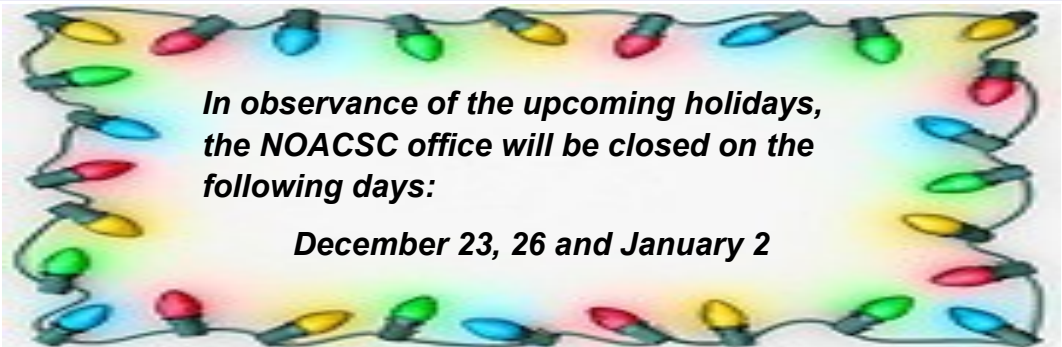 In observance of the upcoming holidays,
the NOACSC office will be closed on the
following days:
December 23, 26 and January 2